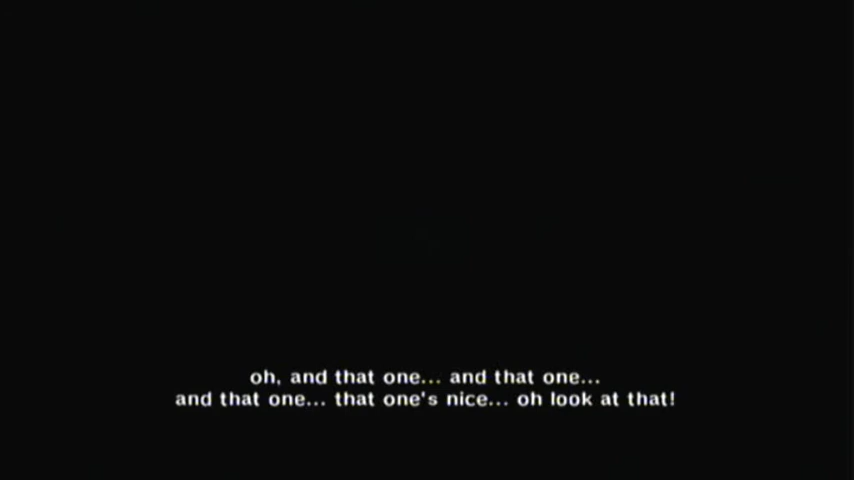 oh, and that one... and that one...
and that one... that one's nice... oh look at that!